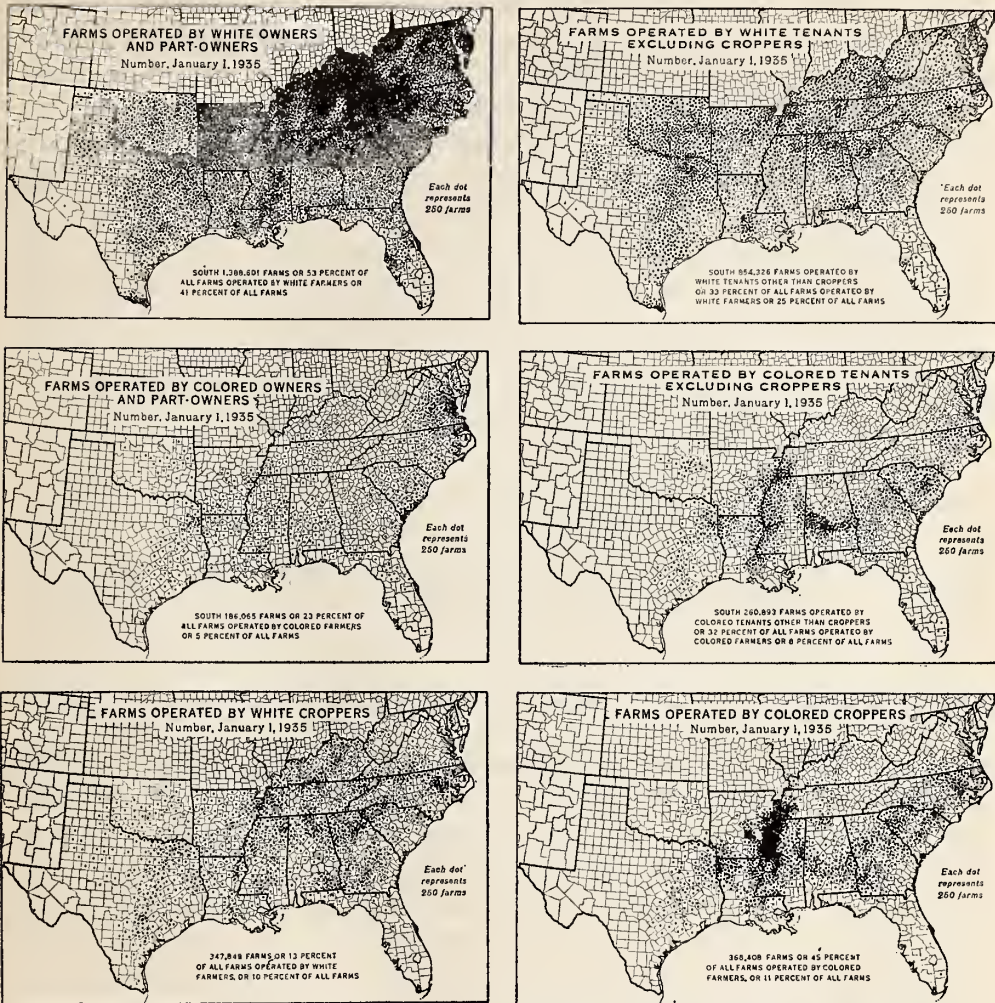 FARMS OPERATED BY WHITE OWNERS
AND PART-OWNERS
Number, January 1, 1935
Each dot
represents
250 farms
SOUTH 1,388,601 FARMS OR 53 PERCENT OF
ALL FARMS OPERATED BY WHITE FARMERS OR
41 PERCENT OF ALL FARMS
FARMS OPERATED BY WHITE TENANTS
EXCLUDING CROPPERS
Number, January 1, 1935
Each dot
represents
250 farms
SOUTH 854,326 FARMS OPERATED BY
WHITE TENANTS OTHER THAN CROPPERS
OR 33 PERCENT OF ALL FARMS OPERATED BY
WHITE FARMERS OR 25 PERCENT OF ALL FARMS
FARMS OPERATED BY COLORED OWNERS
AND PART-OWNERS
Number, January 1, 1935
Each dot
represents
250 farms
SOUTH 186,065 FARMS OR 23 PERCENT OF
ALL FARMS OPERATED BY COLORED FARMERS
OR 5 PERCENT OF ALL FARMS
FARMS OPERATED BY COLORED TENANTS
EXCLUDING CROPPERS
Number, January 1, 1935
Each dot
represents
250 farms
SOUTH 260,893 FARMS OPERATED BY
COLORED TENANTS OTHER THAN CROPPERS
OR 32 PERCENT OF ALL FARMS OPERATED BY
COLORED FARMERS OR 8 PERCENT OF ALL FARMS
FARMS OPERATED BY WHITE CROPPERS
Number, January 1, 1935
Each dot
represents
250 farms
347,848 FARMS OR 13 PERCENT
OF ALL FARMS OPERATED BY WHITE
FARMERS, OR 10 PERCENT OF ALL FARMS
FARMS OPERATED BY COLORED CROPPERS
Number, January 1, 1935
Each dot
represents
250 farms
368,408 FARMS OR 45 PERCENT
OF ALL FARMS OPERATED BY COLORED
FARMERS, OR 11 PERCENT OF ALL FARMS